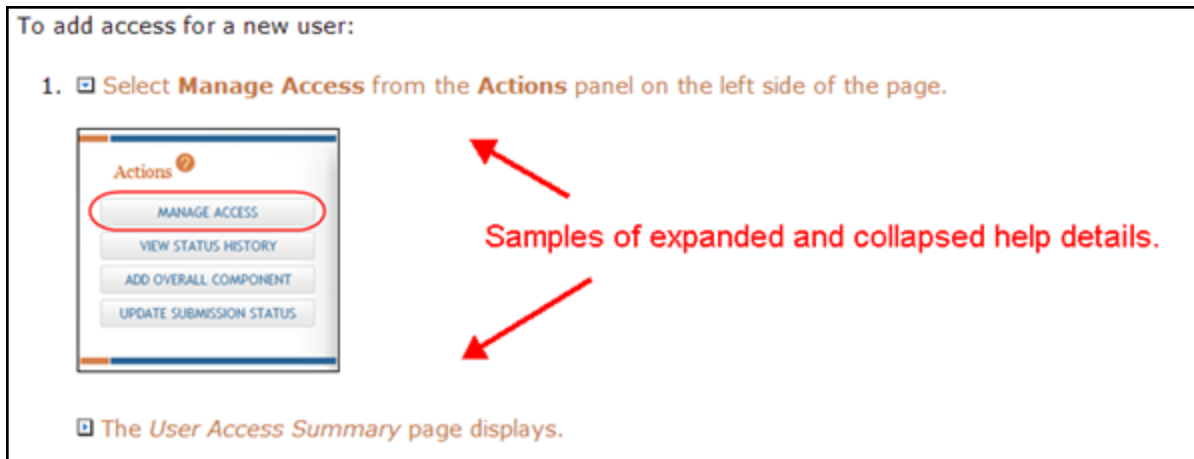 To add access for a new user:
1. Select Manage Access from the Actions panel on the left side of the page.
Actions ?
MANAGE ACCESS
VIEW STATUS HISTORY
ADD OVERALL COMPONENT
UPDATE SUBMISSION STATUS
Samples of expanded and collapsed help details.
The User Access Summary page displays.